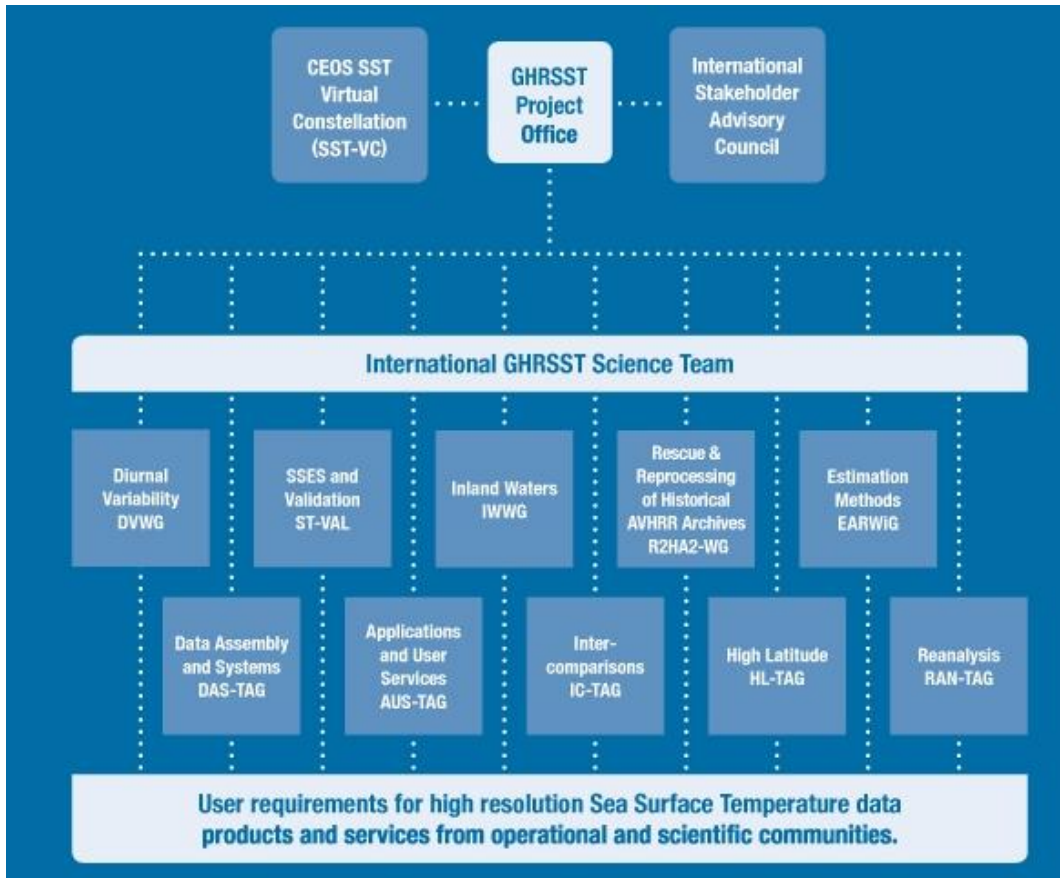 CEOS SST
Virtual
Constellation
(SST-VC)
GHRSST
Project
Office
International
Stakeholder
Advisory
Council
International GHRSST Science Team
Diurnal
Variability
DVWG
SSES and
Validation
ST-VAL
Inland Waters
IWWG
Rescue &
Reprocessing
of Historical
AVHRR Archives
R2HA2-WG
Estimation
Methods
EARWiG
Data Assembly
and Systems
DAS-TAG
Applications
and User
Services
AUS-TAG
Inter-
comparisons
IC-TAG
High Latitude
HL-TAG
Reanalysis
RAN-TAG
User requirements for high resolution Sea Surface Temperature data
products and services from operational and scientific communities.